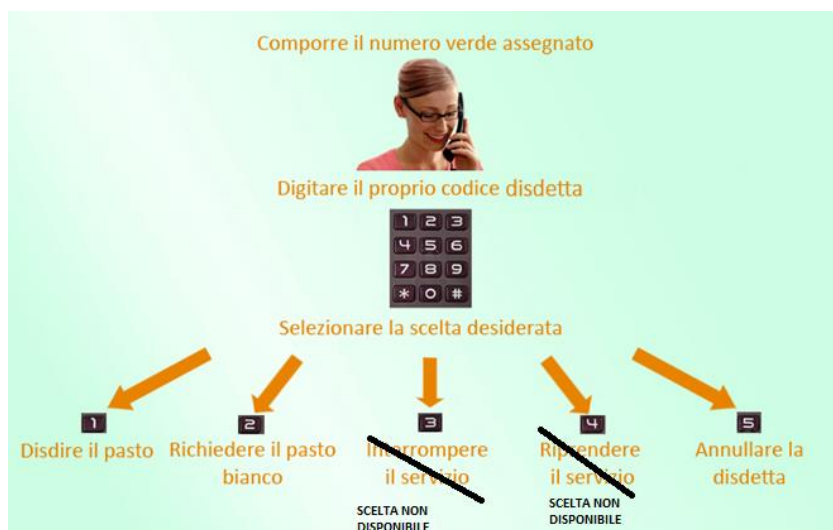 Comporre il numero verde assegnato
Digitare il proprio codice disdetta
1 2 3
4 5 6
7 8 9
* 0 #
Selezionare la scelta desiderata
1
Disdire il pasto
2
Richiedere il pasto
bianco
3
Interrompere
il servizio
SCELTA NON
DISPONIBILE
4
Riprendere
il servizio
SCELTA NON
DISPONIBILE
5
Annullare la
disdetta